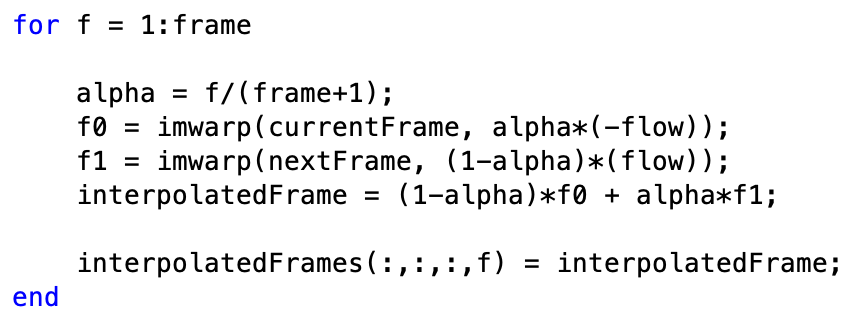 for f = 1:frame
alpha = f/(frame+1);
f0 = imwarp(currentFrame, alpha*(-flow));
f1 = imwarp(nextFrame, (1-alpha)*(flow));
interpolatedFrame = (1-alpha)*f0 + alpha*f1;
interpolatedFrames(:,:,:,f) = interpolatedFrame;
end